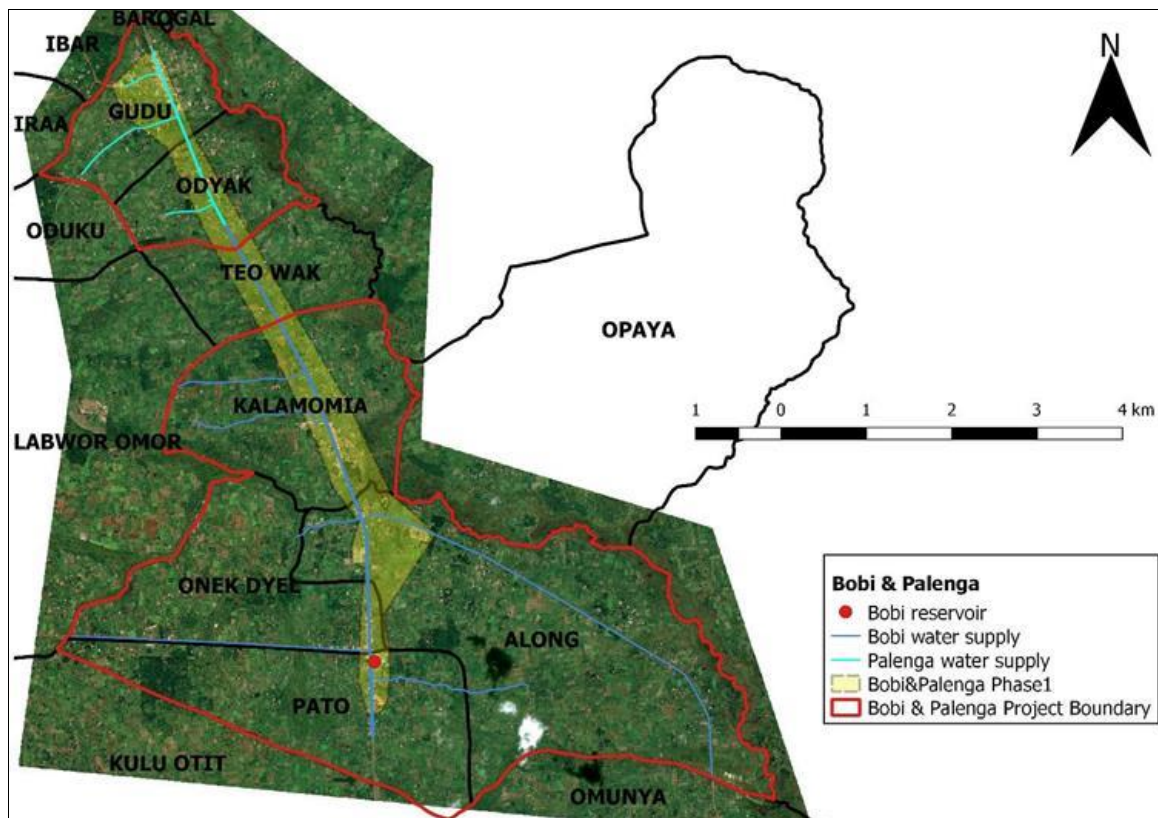 BAROGAL
IBAR
N
GUDU
IRAA
ODYAK
ODUKU
TEO WAK
OPAYA
KALAMOMIA
1 0 1 2 3 4 km
LABWOR OMOR
ONEK DYEL
ALONG
PATO
KULU OTIT
OMUNYA
Bobi & Palenga
Bobi reservoir
Bobi water supply
Palenga water supply
Bobi&Palenga Phase1
Bobi & Palenga Project Boundary